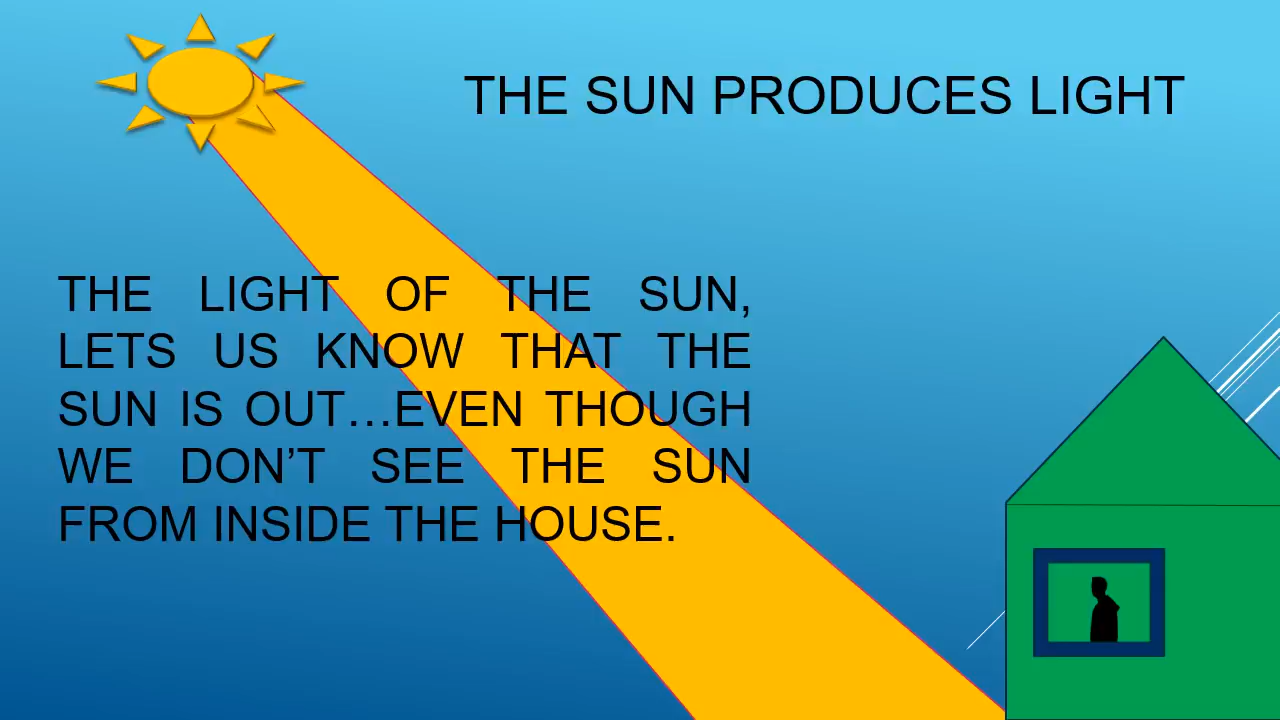 THE SUN PRODUCES LIGHT
THE LIGHT OF THE SUN,
LETS US KNOW THAT THE
SUN IS OUT…EVEN THOUGH
WE DON’T SEE THE SUN
FROM INSIDE THE HOUSE.